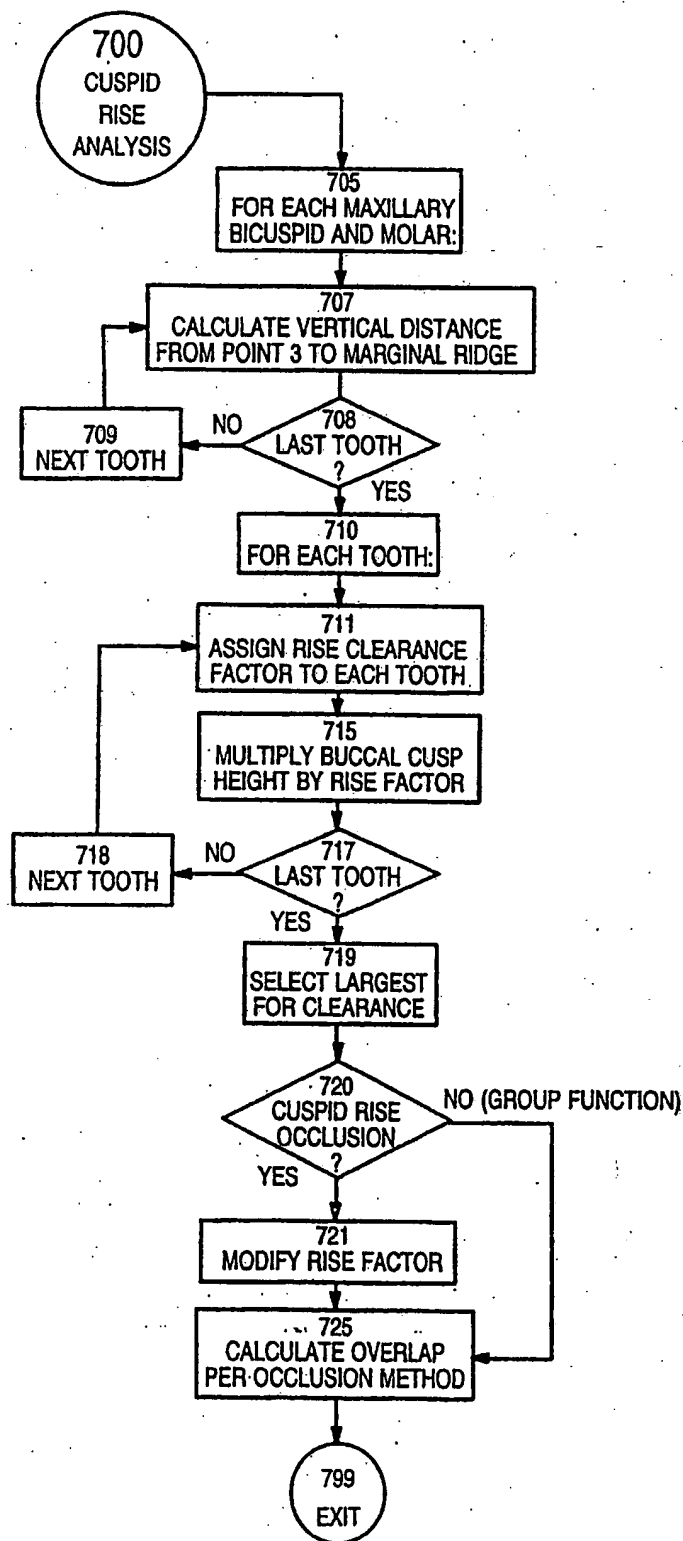 700
CUSPID
RISE
ANALYSIS
705
FOR EACH MAXILLARY
BICUSPID AND MOLAR:
707
CALCULATE VERTICAL DISTANCE
FROM POINT 3 TO MARGINAL RIDGE
708
LAST TOOTH
?
NO
709
NEXT TOOTH
YES
710
FOR EACH TOOTH:
711
ASSIGN RISE CLEARANCE
FACTOR TO EACH TOOTH
715
MULTIPLY BUCCAL CUSP
HEIGHT BY RISE FACTOR
717
LAST TOOTH
?
NO
718
NEXT TOOTH
YES
719
SELECT LARGEST
FOR CLEARANCE
720
CUSPID RISE
OCCLUSION
?
NO (GROUP FUNCTION)
YES
721
MODIFY RISE FACTOR
725
CALCULATE OVERLAP
PER OCCLUSION METHOD
799
EXIT